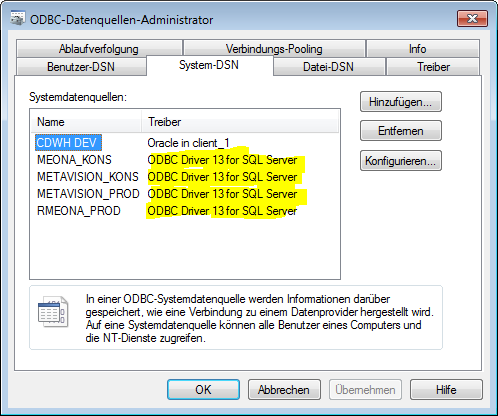 ODBC-Datenquellen-Administrator
Ablaufverfolgung Verbindungs-Pooling Info
Benutzer-DSN System-DSN Datei-DSN Treiber
Systemdatenquellen:
Name Treiber
CDWH DEV Oracle in client_1
MEONA_KONS ODBC Driver 13 for SQL Server
METAVISION_KONS ODBC Driver 13 for SQL Server
METAVISION_PROD ODBC Driver 13 for SQL Server
RMEONA_PROD ODBC Driver 13 for SQL Server
Hinzufügen...
Entfernen
Konfigurieren...
In einer ODBC-Systemdatenquelle werden Informationen darüber
gespeichert, wie eine Verbindung zu einem Datenprovider hergestellt wird.
Auf eine Systemdatenquelle können alle Benutzer eines Computers und
die NT-Dienste zugreifen.
OK Abbrechen Übernehmen Hilfe